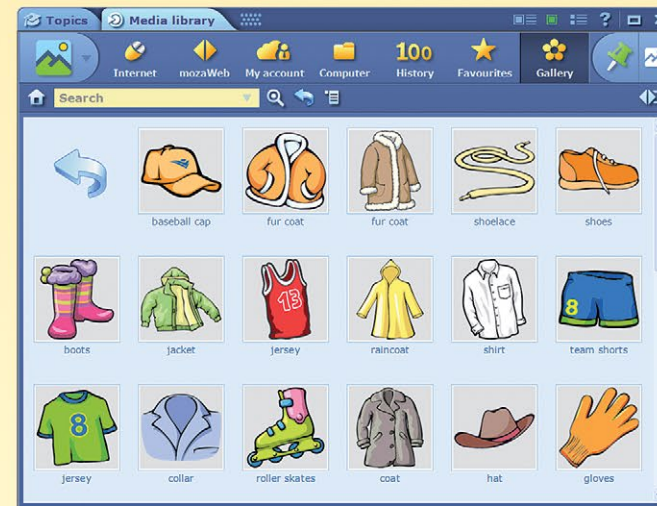 Topics Media library
Internet mozaWeb My account Computer 100 History Favourites Gallery
Search
baseball cap fur coat fur coat shoelace shoes
13
8
boots jacket jersey raincoat shirt team shorts
8
jersey collar roller skates coat hat gloves